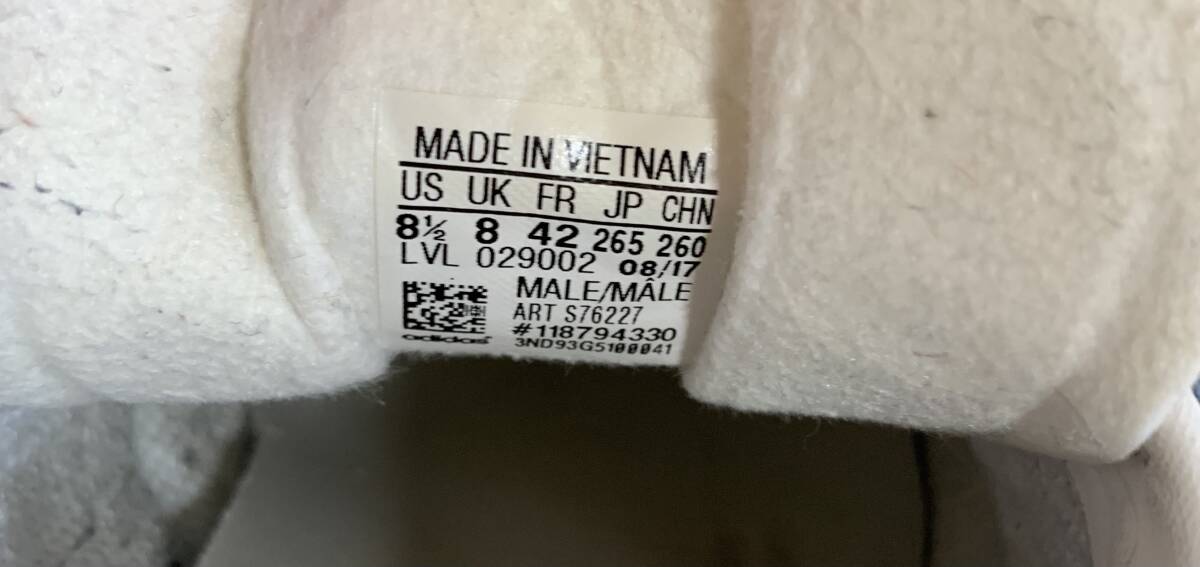 MADE IN VIETNAM
US UK FR JP CHN
8½ 8 42 265 260
LVL 029002 08/17
MALE/MÂLE
ART S76227
#118794330
adidas 3ND93G5100041